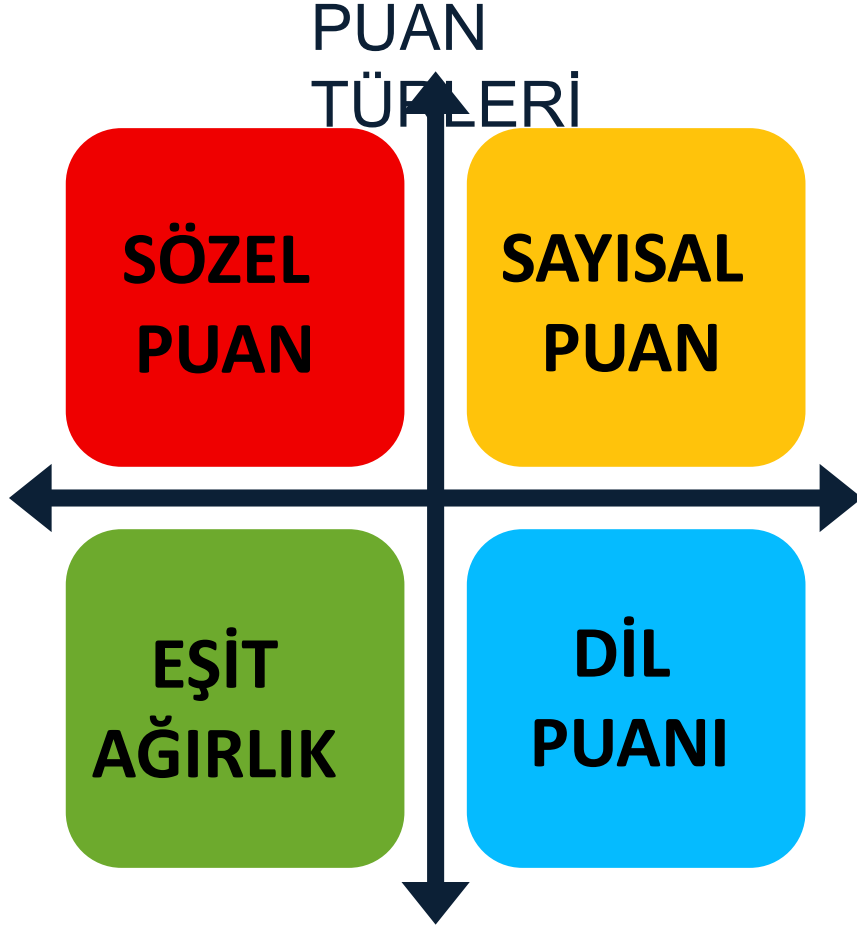 PUAN
TÜRLERİ
SÖZEL
PUAN
SAYISAL
PUAN
EŞİT
AĞIRLIK
DİL
PUANI